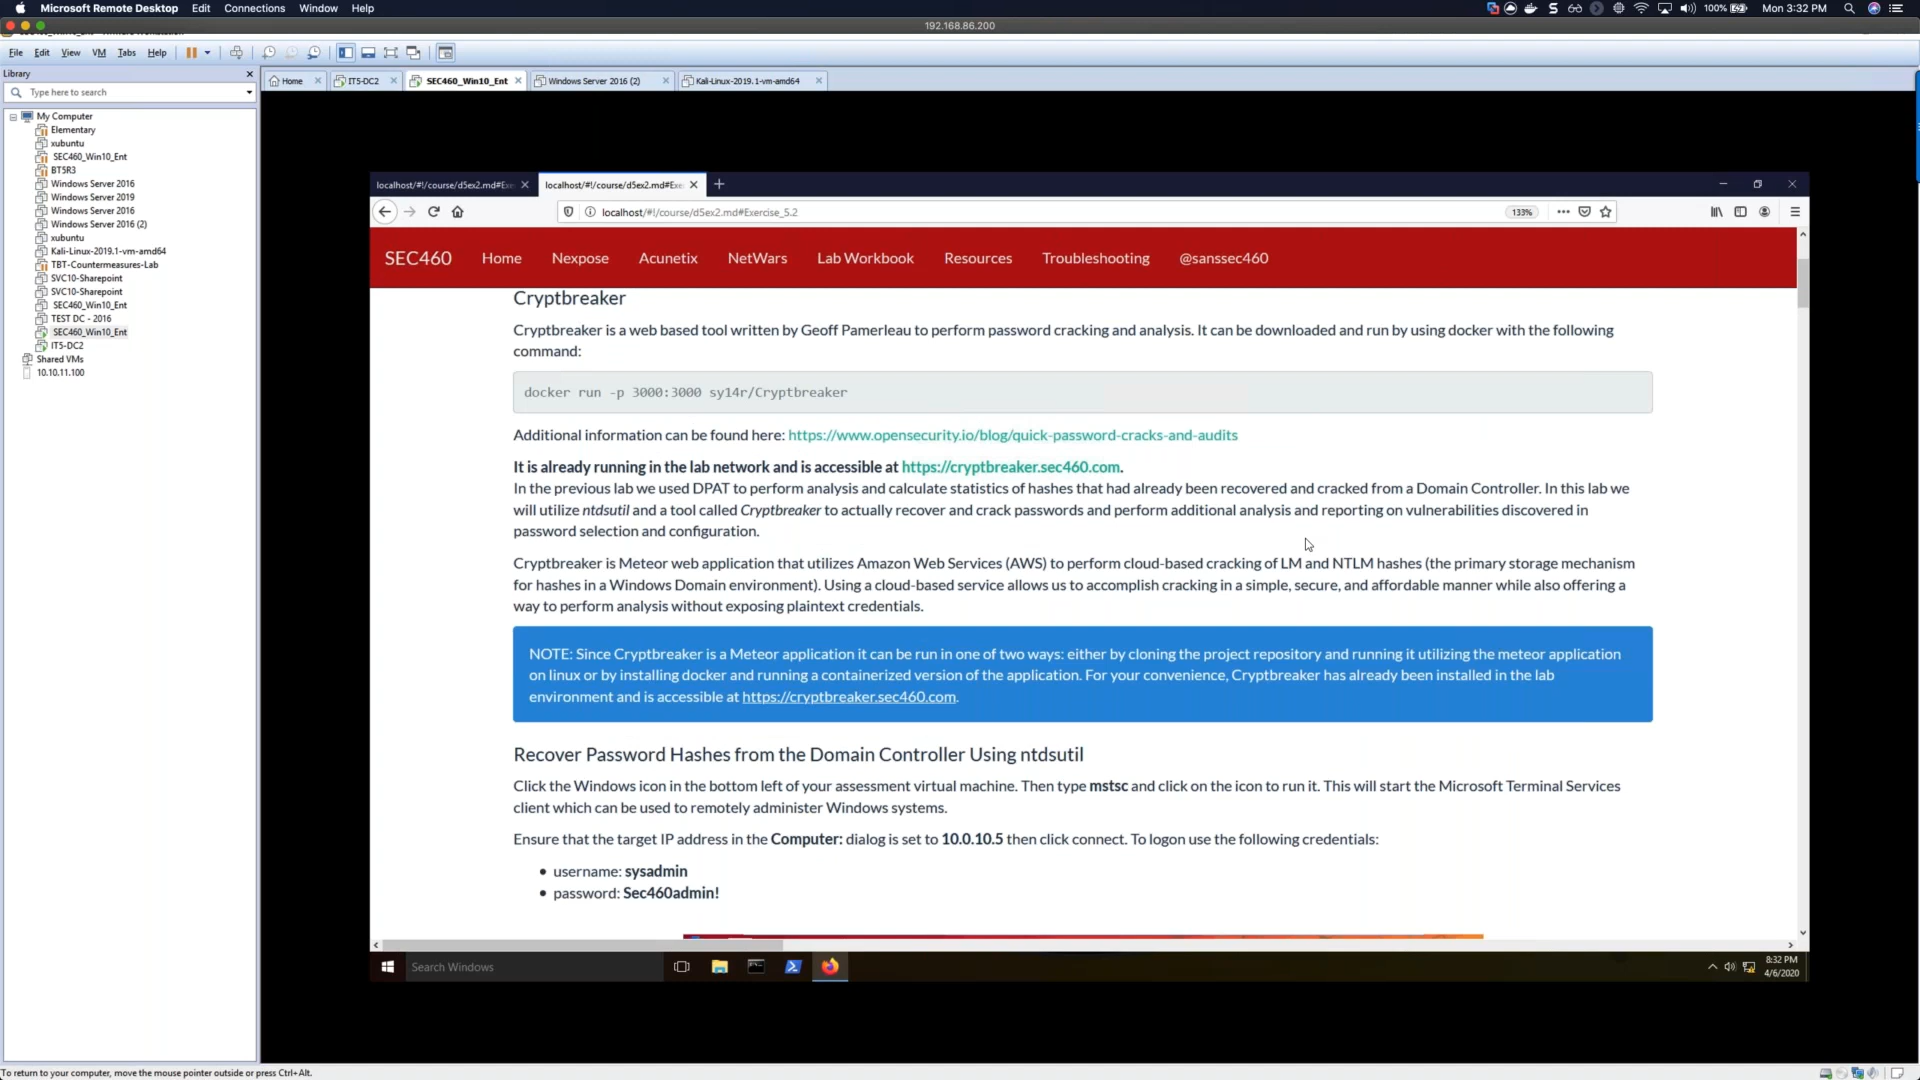 Microsoft Remote Desktop Edit Connections Window Help 100% Mon 3:32 PM
192.168.86.200
File Edit View VM Tabs Help
Library
Home IT5-DC2 SEC460_Win10_Ent Windows Server 2016 (2) Kali-Linux-2019.1-vm-amd64
Type here to search
My Computer
Elementary
xubuntu
SEC460_Win10_Ent
BT5R3
Windows Server 2016
Windows Server 2019
Windows Server 2016
Windows Server 2016 (2)
xubuntu
Kali-Linux-2019.1-vm-amd64
TBT-Countermeasures-Lab
SVC10-Sharepoint
SVC10-Sharepoint
SEC460_Win10_Ent
TEST DC - 2016
SEC460_Win10_Ent
IT5-DC2
Shared VMs
10.10.11.100
localhost/#!/course/d5ex2.md#Exe localhost/#!/course/d5ex2.md#Exe
localhost/#!/course/d5ex2.md#Exercise_5.2 133%
SEC460 Home Nexpose Acunetix NetWars Lab Workbook Resources Troubleshooting @sanssec460
Cryptbreaker
Cryptbreaker is a web based tool written by Geoff Pamerleau to perform password cracking and analysis. It can be downloaded and run by using docker with the following
command:
docker run -p 3000:3000 sy14r/Cryptbreaker
Additional information can be found here: https://www.opensecurity.io/blog/quick-password-cracks-and-audits
It is already running in the lab network and is accessible at https://cryptbreaker.sec460.com.
In the previous lab we used DPAT to perform analysis and calculate statistics of hashes that had already been recovered and cracked from a Domain Controller. In this lab we
will utilize ntdsutil and a tool called Cryptbreaker to actually recover and crack passwords and perform additional analysis and reporting on vulnerabilities discovered in
password selection and configuration.
Cryptbreaker is Meteor web application that utilizes Amazon Web Services (AWS) to perform cloud-based cracking of LM and NTLM hashes (the primary storage mechanism
for hashes in a Windows Domain environment). Using a cloud-based service allows us to accomplish cracking in a simple, secure, and affordable manner while also offering a
way to perform analysis without exposing plaintext credentials.
NOTE: Since Cryptbreaker is a Meteor application it can be run in one of two ways: either by cloning the project repository and running it utilizing the meteor application
on linux or by installing docker and running a containerized version of the application. For your convenience, Cryptbreaker has already been installed in the lab
environment and is accessible at https://cryptbreaker.sec460.com.
Recover Password Hashes from the Domain Controller Using ntdsutil
Click the Windows icon in the bottom left of your assessment virtual machine. Then type mstsc and click on the icon to run it. This will start the Microsoft Terminal Services
client which can be used to remotely administer Windows systems.
Ensure that the target IP address in the Computer: dialog is set to 10.0.10.5 then click connect. To logon use the following credentials:
username: sysadmin
password: Sec460admin!
Search Windows
8:32 PM
4/6/2020
To return to your computer, move the mouse pointer outside or press Ctrl+Alt.